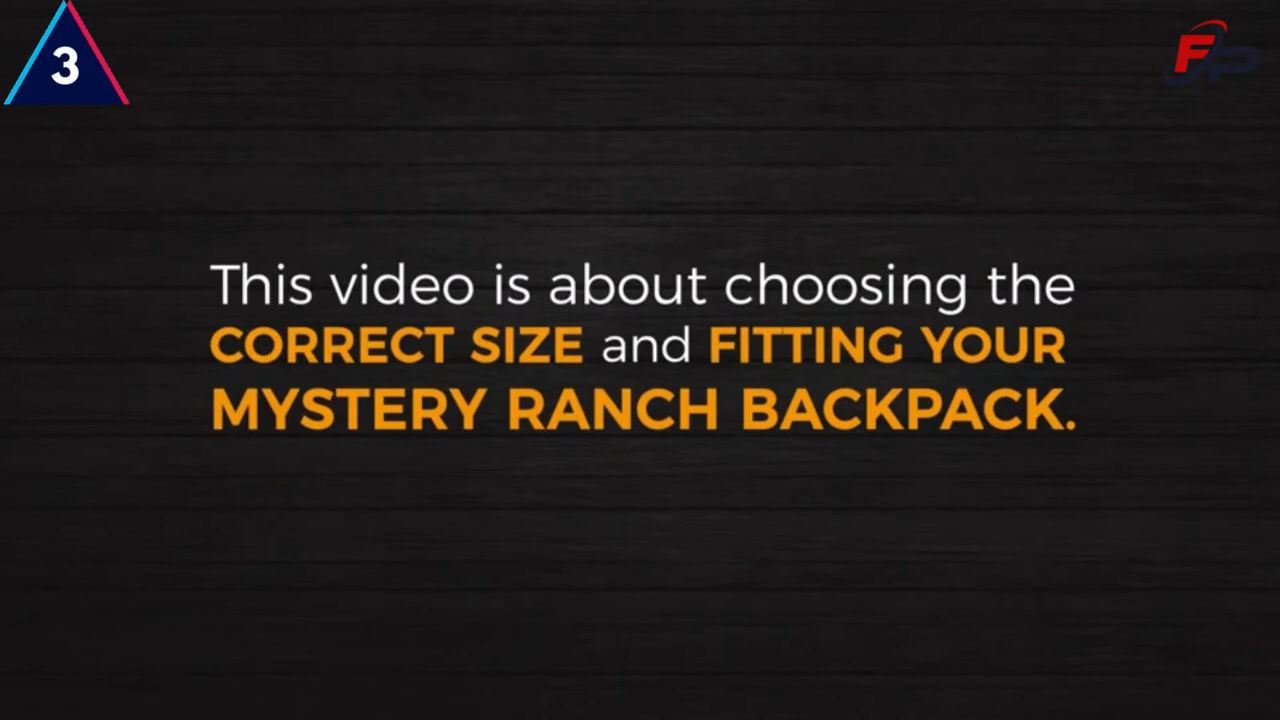 3
F
This video is about choosing the
CORRECT SIZE and FITTING YOUR
MYSTERY RANCH BACKPACK.